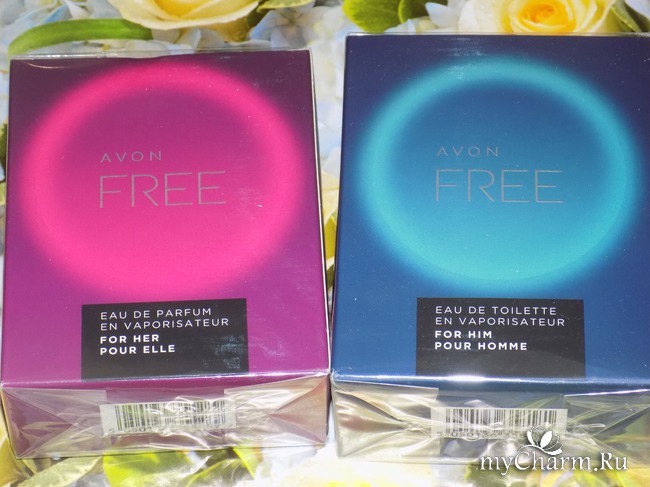 AVON
FREE
EAU DE PARFUM
EN VAPORISATEUR
FOR HER
POUR ELLE
AVON
FREE
EAU DE TOILETTE
EN VAPORISATEUR
FOR HIM
POUR HOMME
myCharm.Ru